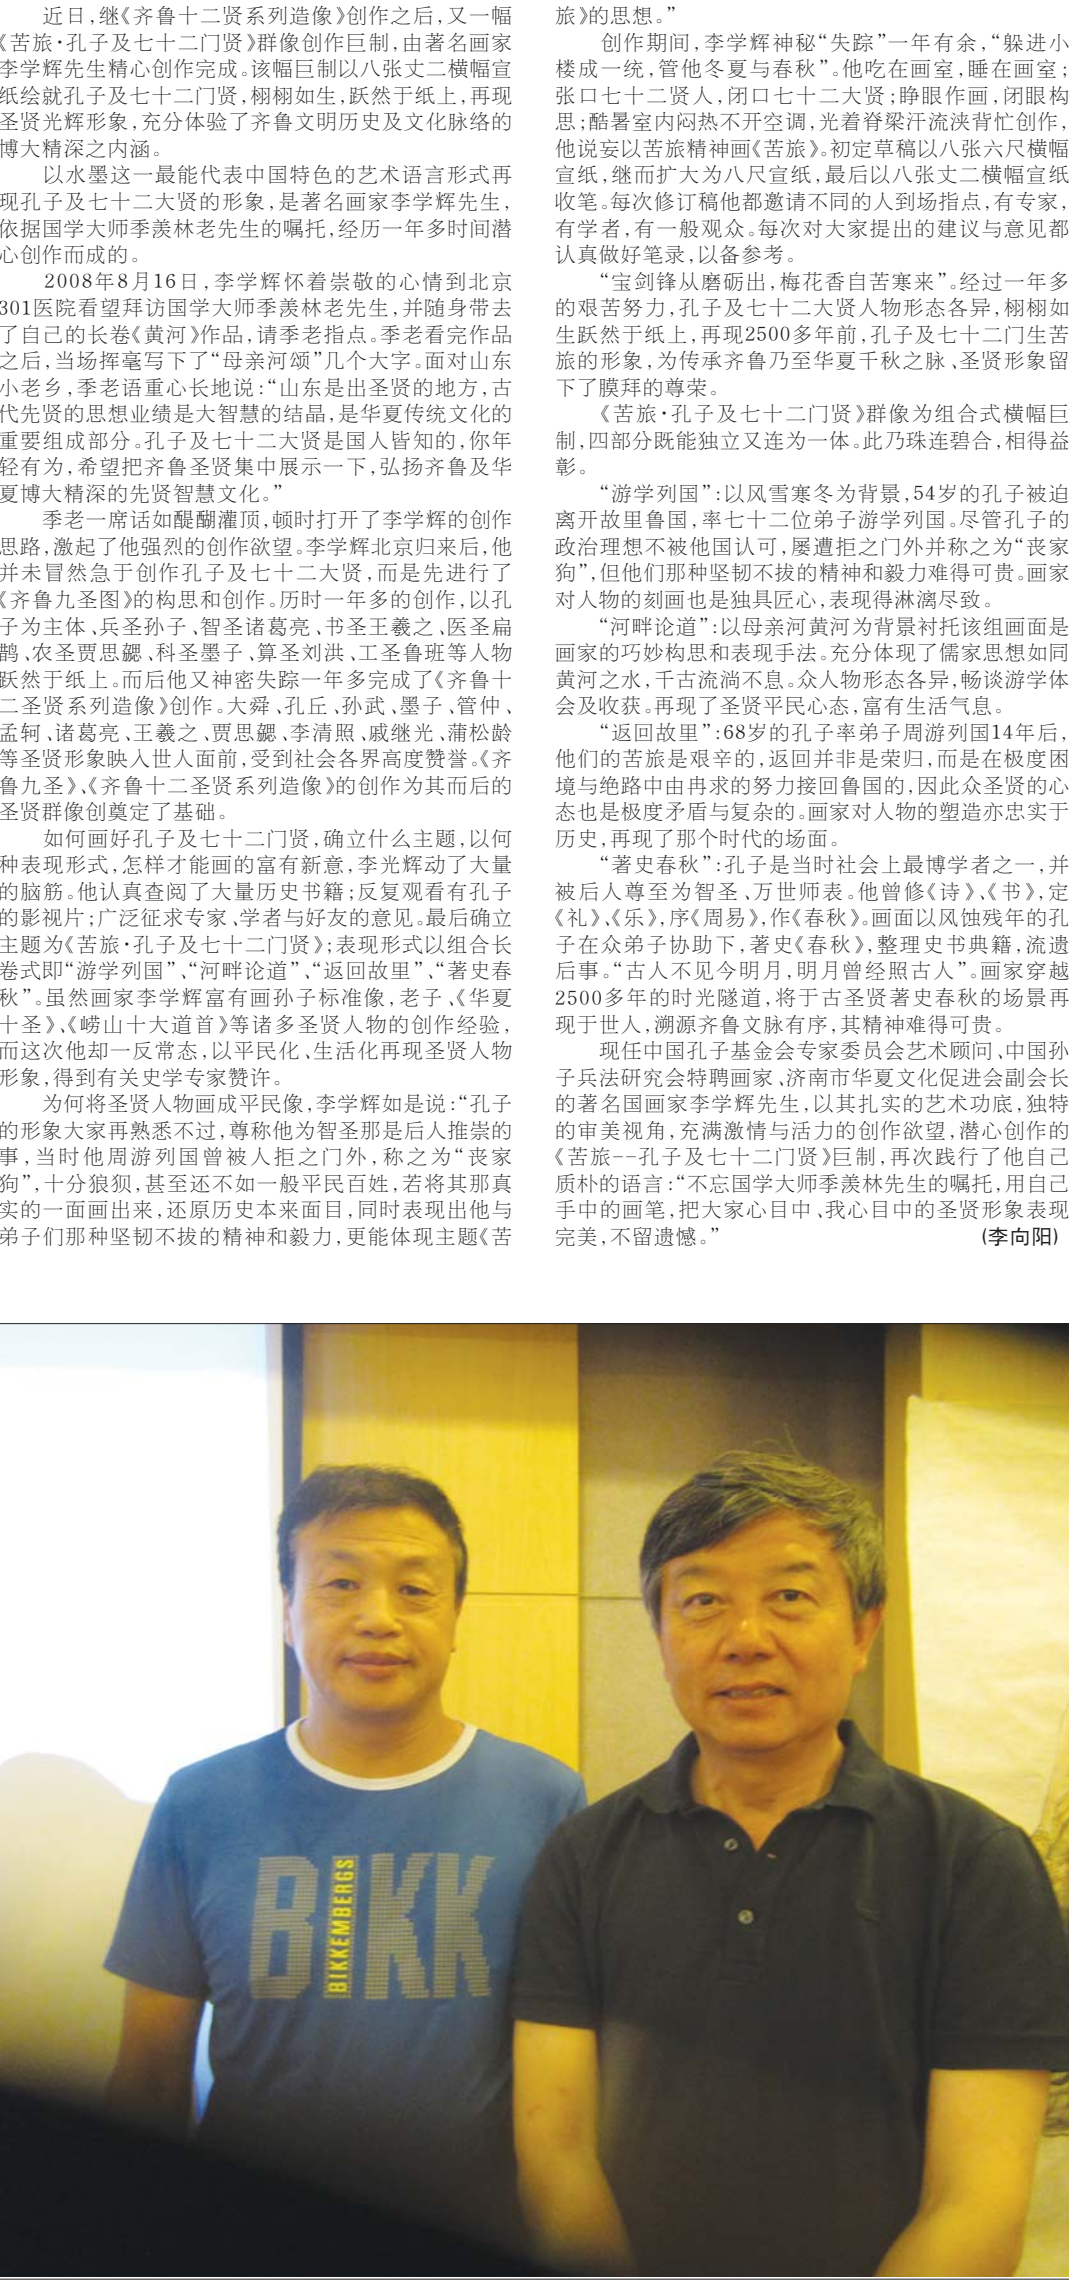 近日,继《齐鲁十二贤系列造像》创作之后,又一幅
《苦旅·孔子及七十二门贤》群像创作巨制,由著名画家
李学辉先生精心创作完成。该幅巨制以八张丈二横幅宣
纸绘就孔子及七十二门贤,栩栩如生,跃然于纸上,再现
圣贤光辉形象,充分体验了齐鲁文明历史及文化脉络的
博大精深之内涵。
以水墨这一最能代表中国特色的艺术语言形式再
现孔子及七十二大贤的形象,是著名画家李学辉先生,
依据国学大师季羡林老先生的嘱托,经历一年多时间潜
心创作而成的。
2008年8月16日,李学辉怀着崇敬的心情到北京
301医院看望拜访国学大师季羡林老先生,并随身带去
了自己的长卷《黄河》作品,请季老指点。季老看完作品
之后,当场挥毫写下了“母亲河颂”几个大字。面对山东
小老乡,季老语重心长地说:“山东是出圣贤的地方,古
代先贤的思想业绩是大智慧的结晶,是华夏传统文化的
重要组成部分。孔子及七十二大贤是国人皆知的,你年
轻有为,希望把齐鲁圣贤集中展示一下,弘扬齐鲁及华
夏博大精深的先贤智慧文化。”
季老一席话如醍醐灌顶,顿时打开了李学辉的创作
思路,激起了他强烈的创作欲望。李学辉北京归来后,他
并未冒然急于创作孔子及七十二大贤,而是先进行了
《齐鲁九圣图》的构思和创作。历时一年多的创作,以孔
子为主体、兵圣孙子、智圣诸葛亮、书圣王羲之、医圣扁
鹊、农圣贾思勰、科圣墨子、算圣刘洪、工圣鲁班等人物
跃然于纸上。而后他又神密失踪一年多完成了《齐鲁十
二圣贤系列造像》创作。大舜、孔丘、孙武、墨子、管仲、
孟轲、诸葛亮、王羲之、贾思勰、李清照、戚继光、蒲松龄
等圣贤形象映入世人面前,受到社会各界高度赞誉。《齐
鲁九圣》、《齐鲁十二圣贤系列造像》的创作为其而后的
圣贤群像创奠定了基础。
如何画好孔子及七十二门贤,确立什么主题,以何
种表现形式,怎样才能画的富有新意,李光辉动了大量
的脑筋。他认真查阅了大量历史书籍;反复观看有孔子
的影视片;广泛征求专家、学者与好友的意见。最后确立
主题为《苦旅·孔子及七十二门贤》;表现形式以组合长
卷式即“游学列国”、“河畔论道”、“返回故里”、“著史春
秋”。虽然画家李学辉富有画孙子标准像,老子、《华夏
十圣》、《崂山十大道首》等诸多圣贤人物的创作经验,
而这次他却一反常态,以平民化、生活化再现圣贤人物
形象,得到有关史学专家赞许。
为何将圣贤人物画成平民像,李学辉如是说:“孔子
的形象大家再熟悉不过,尊称他为智圣那是后人推崇的
事,当时他周游列国曾被人拒之门外,称之为“丧家
狗”,十分狼狈,甚至还不如一般平民百姓,若将其那真
实的一面画出来,还原历史本来面目,同时表现出他与
弟子们那种坚韧不拔的精神和毅力,更能体现主题《苦
旅》的思想。”
创作期间,李学辉神秘“失踪”一年有余,“躲进小
楼成一统,管他冬夏与春秋”。他吃在画室,睡在画室;
张口七十二贤人,闭口七十二大贤;睁眼作画,闭眼构
思;酷暑室内闷热不开空调,光着脊梁汗流浃背忙创作,
他说妄以苦旅精神画《苦旅》。初定草稿以八张六尺横幅
宣纸,继而扩大为八尺宣纸,最后以八张丈二横幅宣纸
收笔。每次修订稿他都邀请不同的人到场指点,有专家,
有学者,有一般观众。每次对大家提出的建议与意见都
认真做好笔录,以备参考。
“宝剑锋从磨砺出,梅花香自苦寒来”。经过一年多
的艰苦努力,孔子及七十二大贤人物形态各异,栩栩如
生跃然于纸上,再现2500多年前,孔子及七十二门生苦
旅的形象,为传承齐鲁乃至华夏千秋之脉、圣贤形象留
下了膜拜的尊荣。
《苦旅·孔子及七十二门贤》群像为组合式横幅巨
制,四部分既能独立又连为一体。此乃珠连碧合,相得益
彰。
“游学列国”:以风雪寒冬为背景,54岁的孔子被迫
离开故里鲁国,率七十二位弟子游学列国。尽管孔子的
政治理想不被他国认可,屡遭拒之门外并称之为“丧家
狗”,但他们那种坚韧不拔的精神和毅力难得可贵。画家
对人物的刻画也是独具匠心,表现得淋漓尽致。
“河畔论道”:以母亲河黄河为背景衬托该组画面是
画家的巧妙构思和表现手法。充分体现了儒家思想如同
黄河之水,千古流淌不息。众人物形态各异,畅谈游学体
会及收获。再现了圣贤平民心态,富有生活气息。
“返回故里”:68岁的孔子率弟子周游列国14年后,
他们的苦旅是艰辛的,返回并非是荣归,而是在极度困
境与绝路中由冉求的努力接回鲁国的,因此众圣贤的心
态也是极度矛盾与复杂的。画家对人物的塑造亦忠实于
历史,再现了那个时代的场面。
“著史春秋”:孔子是当时社会上最博学者之一,并
被后人尊至为智圣、万世师表。他曾修《诗》、《书》,定
《礼》、《乐》,序《周易》,作《春秋》。画面以风蚀残年的孔
子在众弟子协助下,著史《春秋》,整理史书典籍,流遗
后事。“古人不见今明月,明月曾经照古人”。画家穿越
2500多年的时光隧道,将于古圣贤著史春秋的场景再
现于世人,溯源齐鲁文脉有序,其精神难得可贵。
现任中国孔子基金会专家委员会艺术顾问、中国孙
子兵法研究会特聘画家、济南市华夏文化促进会副会长
的著名国画家李学辉先生,以其扎实的艺术功底,独特
的审美视角,充满激情与活力的创作欲望,潜心创作的
《苦旅--孔子及七十二门贤》巨制,再次践行了他自己
质朴的语言:“不忘国学大师季羡林先生的嘱托,用自己
手中的画笔,把大家心目中、我心目中的圣贤形象表现
完美,不留遗憾。”
(李向阳)
BIKK
BIKKEMBERGS